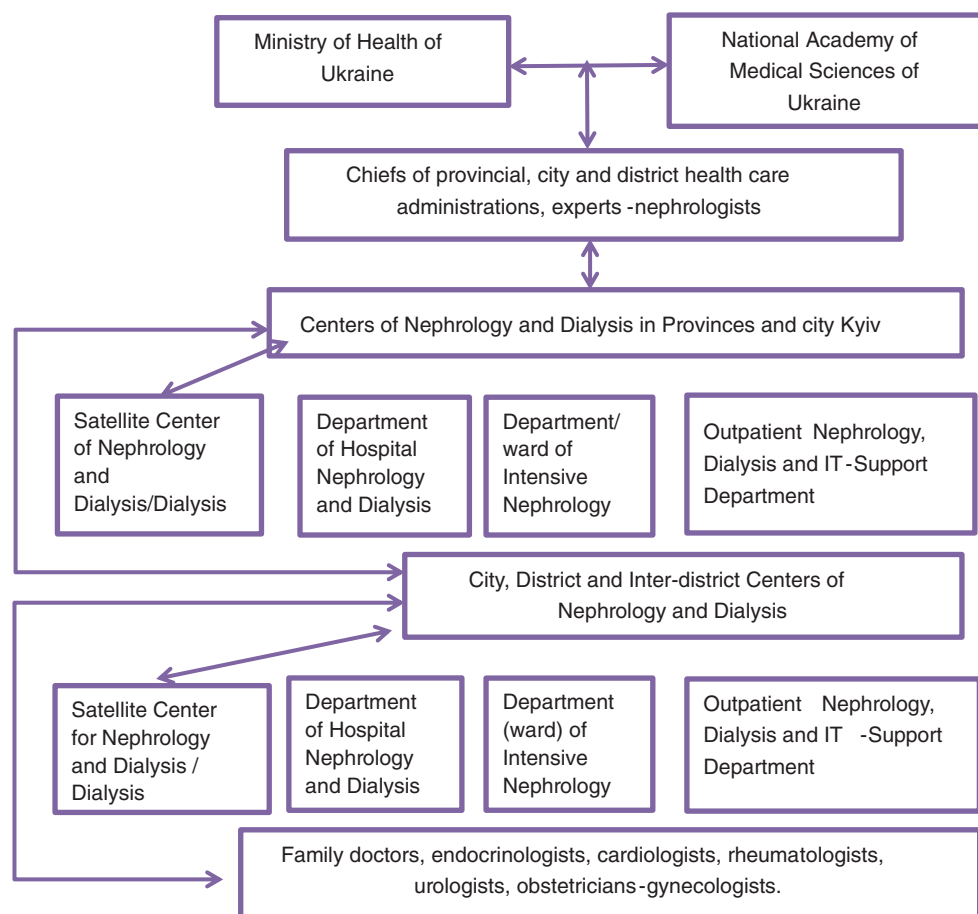 Ministry of Health of
Ukraine
National Academy of
Medical Sciences of
Ukraine
Chiefs of provincial, city and district health care
administrations, experts -nephrologists
Centers of Nephrology and Dialysis in Provinces and city Kyiv
Satellite Center
of Nephrology
and
Dialysis/Dialysis
Department
of Hospital
Nephrology
and Dialysis
Department/
ward of
Intensive
Nephrology
Outpatient Nephrology,
Dialysis and IT-Support
Department
City, District and Inter-district Centers of
Nephrology and Dialysis
Satellite Center
for Nephrology
and Dialysis /
Dialysis
Department
of Hospital
Nephrology
and Dialysis
Department
(ward) of
Intensive
Nephrology
Outpatient Nephrology,
Dialysis and IT -Support
Department
Family doctors, endocrinologists, cardiologists, rheumatologists,
urologists, obstetricians-gynecologists.